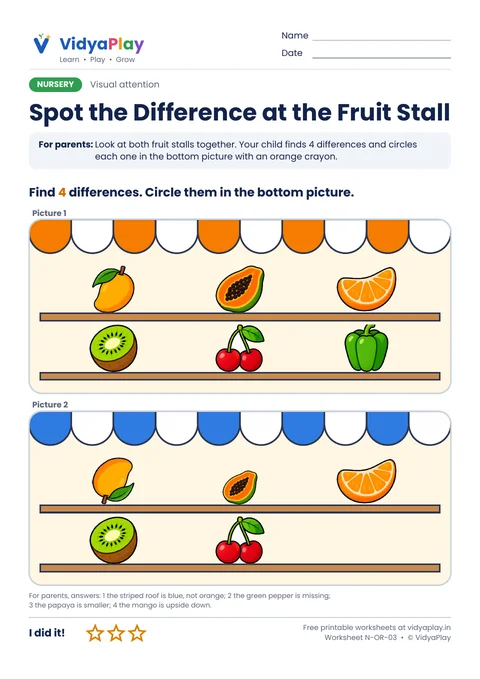 VidyaPlay
Learn • Play • Grow
Name
Date
NURSERY Visual attention
Spot the Difference at the Fruit Stall
For parents: Look at both fruit stalls together. Your child finds 4 differences and circles
each one in the bottom picture with an orange crayon.
Find 4 differences. Circle them in the bottom picture.
Picture 1
Picture 2
For parents, answers: 1 the striped roof is blue, not orange; 2 the green pepper is missing;
3 the papaya is smaller; 4 the mango is upside down.
I did it!
Free printable worksheets at vidyaplay.in
Worksheet N-OR-03 • © VidyaPlay